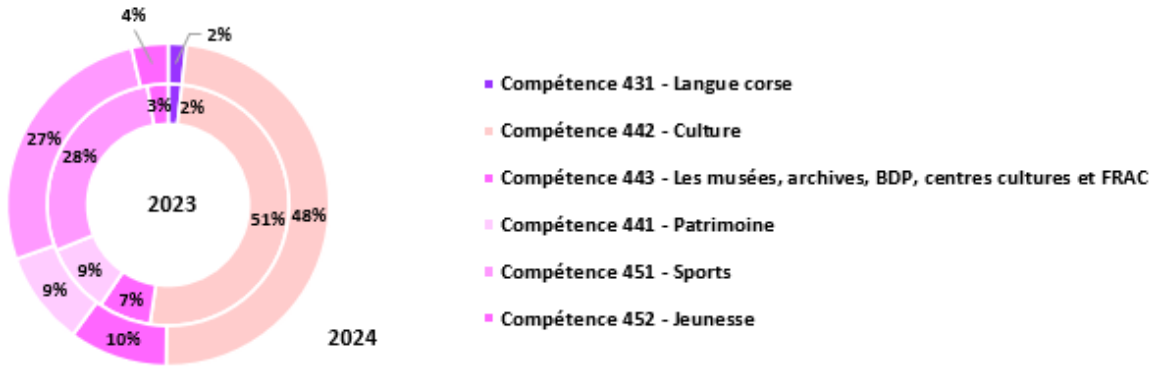 4%
2%
3%
2%
27%
28%
2023
51%
48%
9%
9%
7%
10%
2024
Compétence 431 - Langue corse
Compétence 442 - Culture
Compétence 443 - Les musées, archives, BDP, centres cultures et FRAC
Compétence 441 - Patrimoine
Compétence 451 - Sports
Compétence 452 - Jeunesse